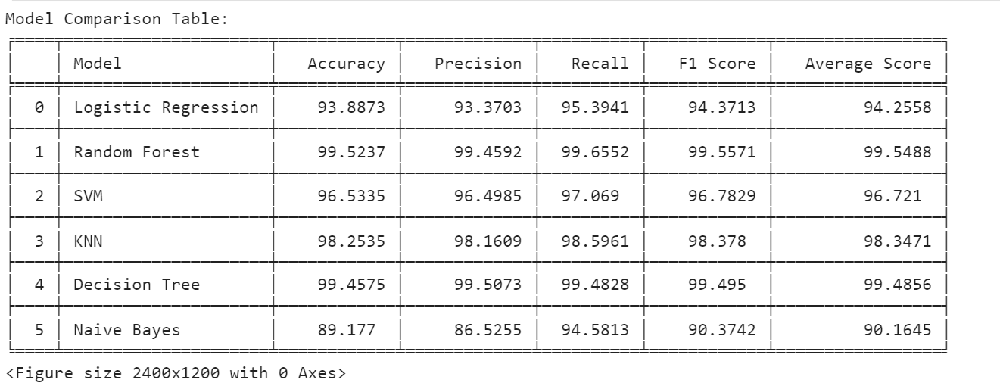 Model Comparison Table:
Model Accuracy Precision Recall F1 Score Average Score
0 Logistic Regression 93.8873 93.3703 95.3941 94.3713 94.2558
1 Random Forest 99.5237 99.4592 99.6552 99.5571 99.5488
2 SVM 96.5335 96.4985 97.069 96.7829 96.721
3 KNN 98.2535 98.1609 98.5961 98.378 98.3471
4 Decision Tree 99.4575 99.5073 99.4828 99.495 99.4856
5 Naive Bayes 89.177 86.5255 94.5813 90.3742 90.1645
<Figure size 2400x1200 with 0 Axes>